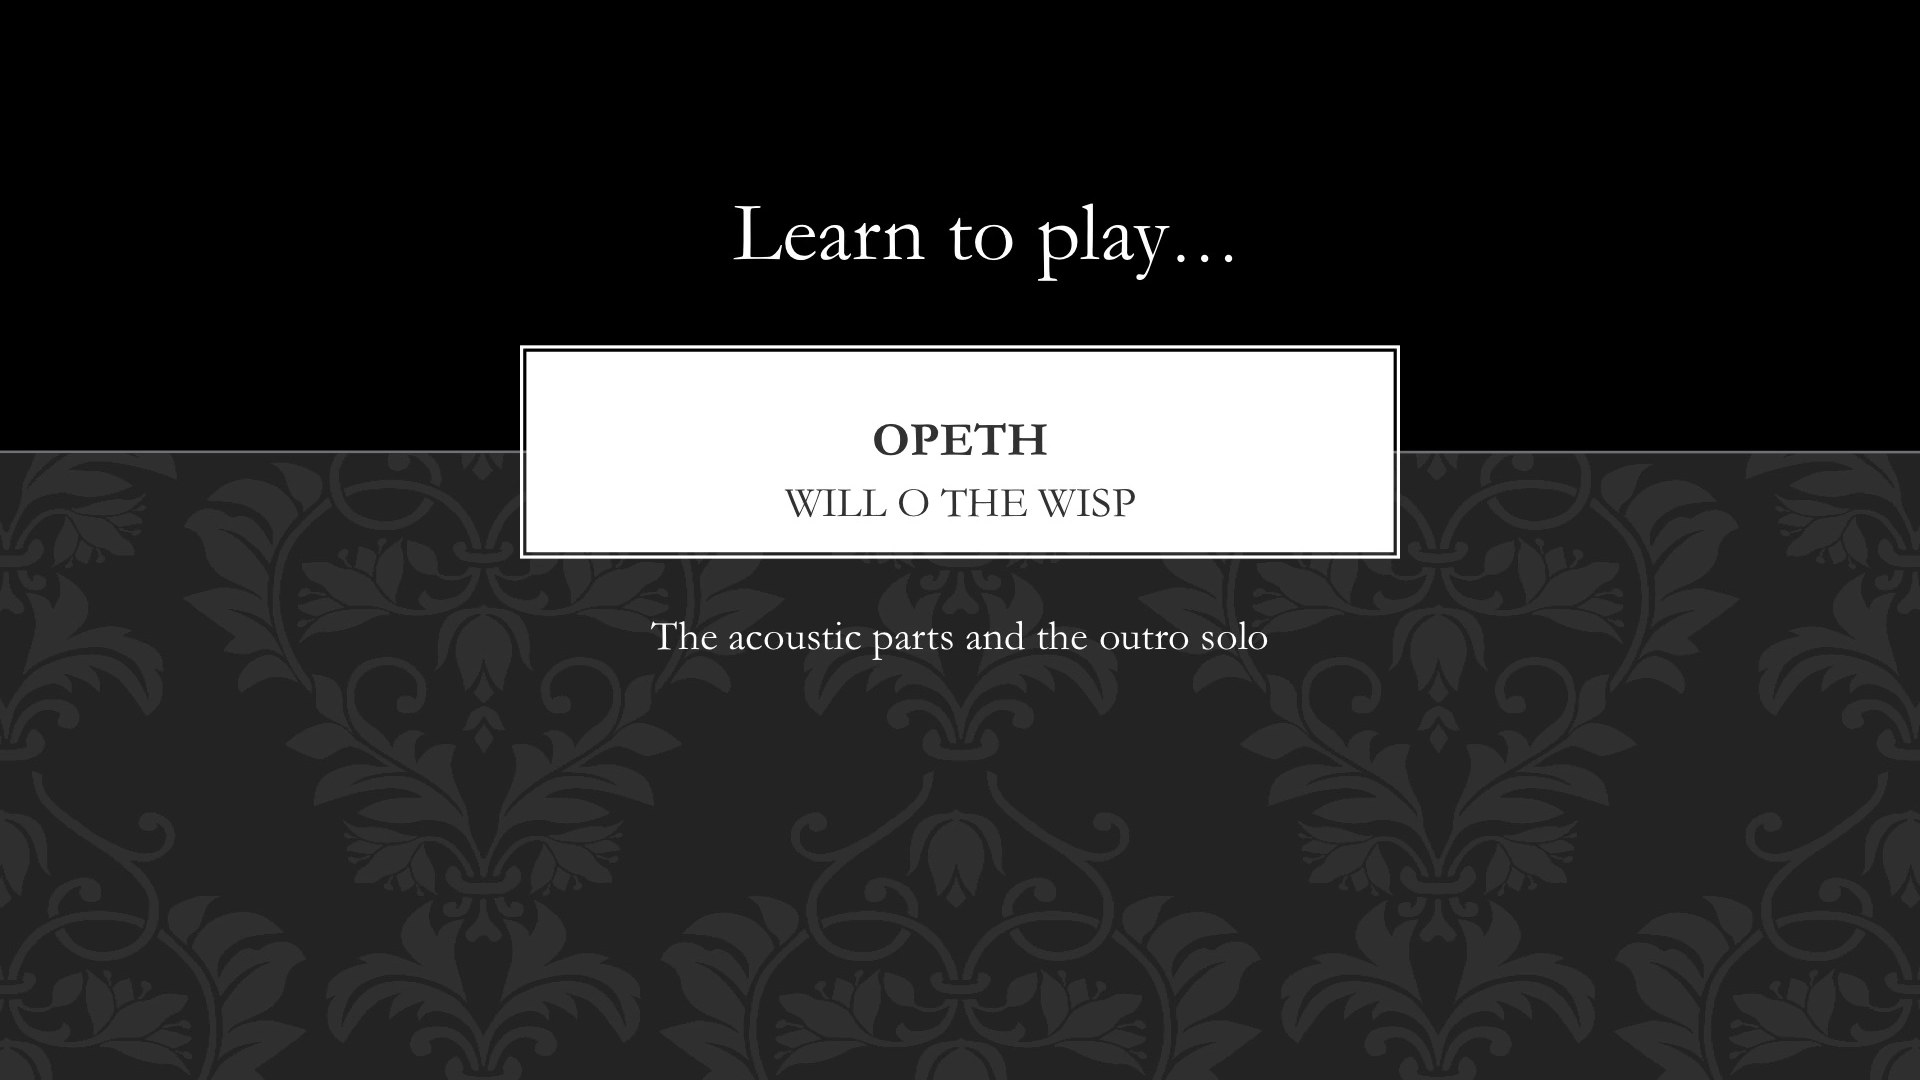 Learn to play…
OPETH
WILL O THE WISP
The acoustic parts and the outro solo